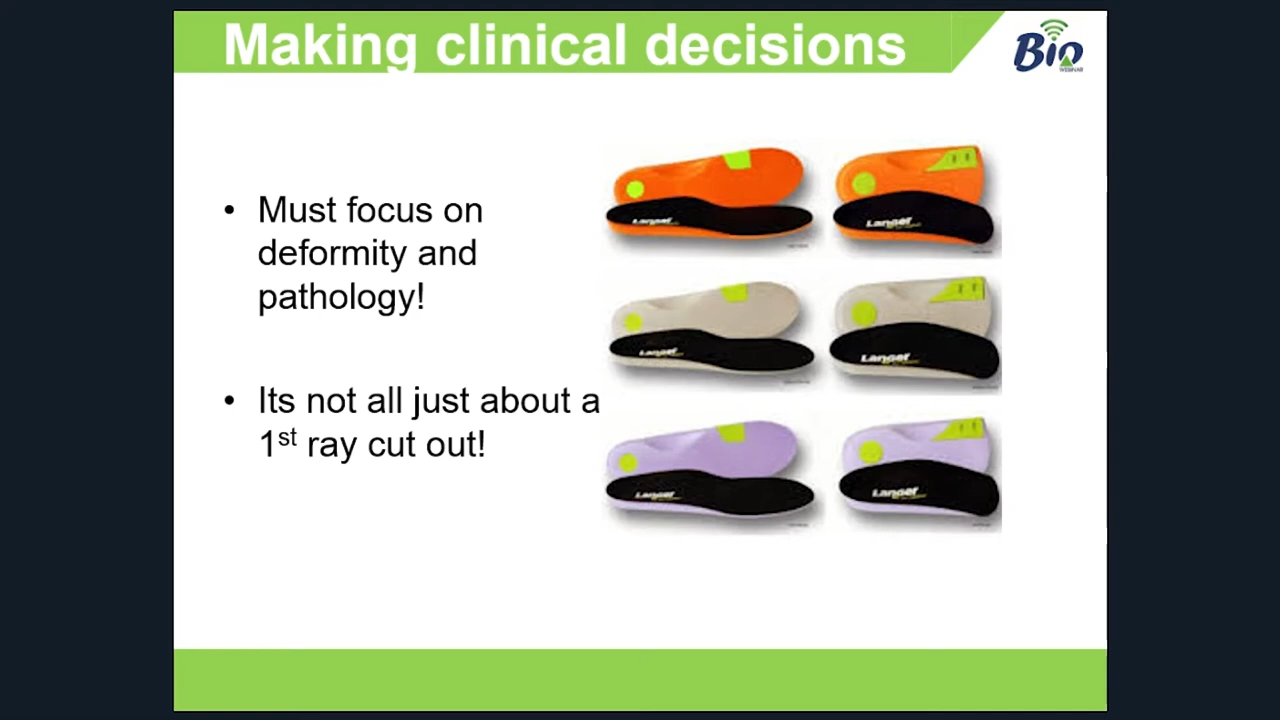 Making clinical decisions
Bio
WEBINAR
• Must focus on
deformity and
pathology!
• Its not all just about a
1st ray cut out!
Langer
Langer
Langer
Langer
Langer
Langer